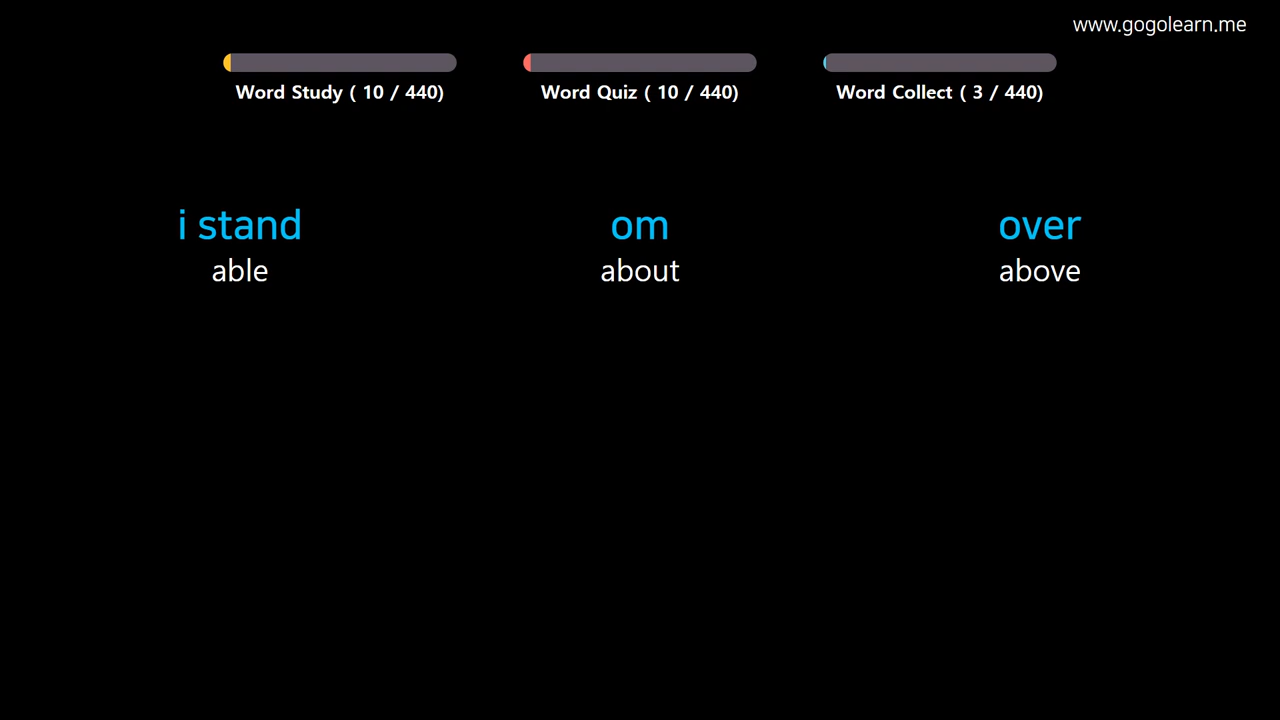 www.gogolearn.me
Word Study ( 10 / 440)
Word Quiz ( 10 / 440)
Word Collect ( 3 / 440)
i stand
able
om
about
over
above